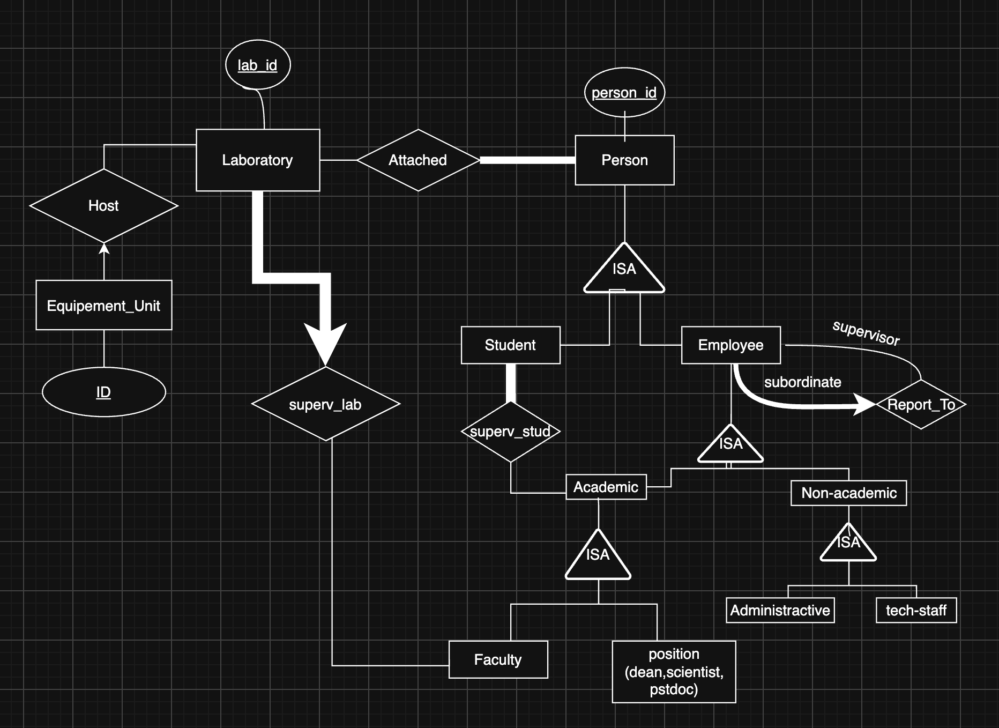 lab_id
person_id
Laboratory
Attached
Person
Host
ISA
Equipement_Unit
Student
Employee
supervisor
subordinate
ID
superv_lab
Report_To
superv_stud
ISA
Academic
Non-academic
ISA
ISA
Administractive
tech-staff
Faculty
position
(dean,scientist,
pstdoc)